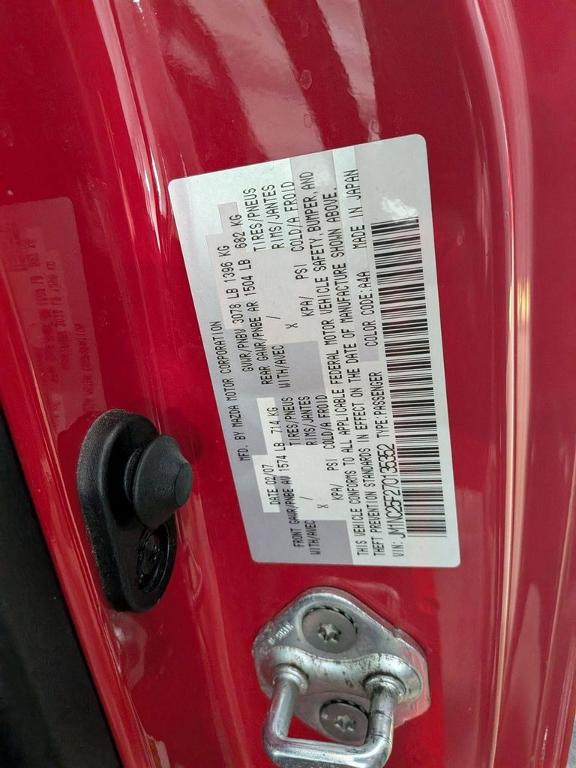 MFD. BY MAZDA MOTOR CORPORATION
DATE 02/07 GVWR/PNBV 3078 LB 1396 KG
FRONT GAWR/PNBE AV 1574 LB 714 KG REAR GAWR/PNBE AR 1504 LB 682 KG
WITH/AVEC TIRES/PNEUS WITH/AVEC TIRES/PNEUS
X RIMS/JANTES X RIMS/JANTES
KPA/ PSI COLD/A FROID KPA/ PSI COLD/A FROID
THIS VEHICLE CONFORMS TO ALL APPLICABLE FEDERAL MOTOR VEHICLE SAFETY, BUMPER, AND
THEFT PREVENTION STANDARDS IN EFFECT ON THE DATE OF MANUFACTURE SHOWN ABOVE.
VIN: JM1NC25F270135352 TYPE:PASSENGER COLOR CODE:A4A MADE IN JAPAN